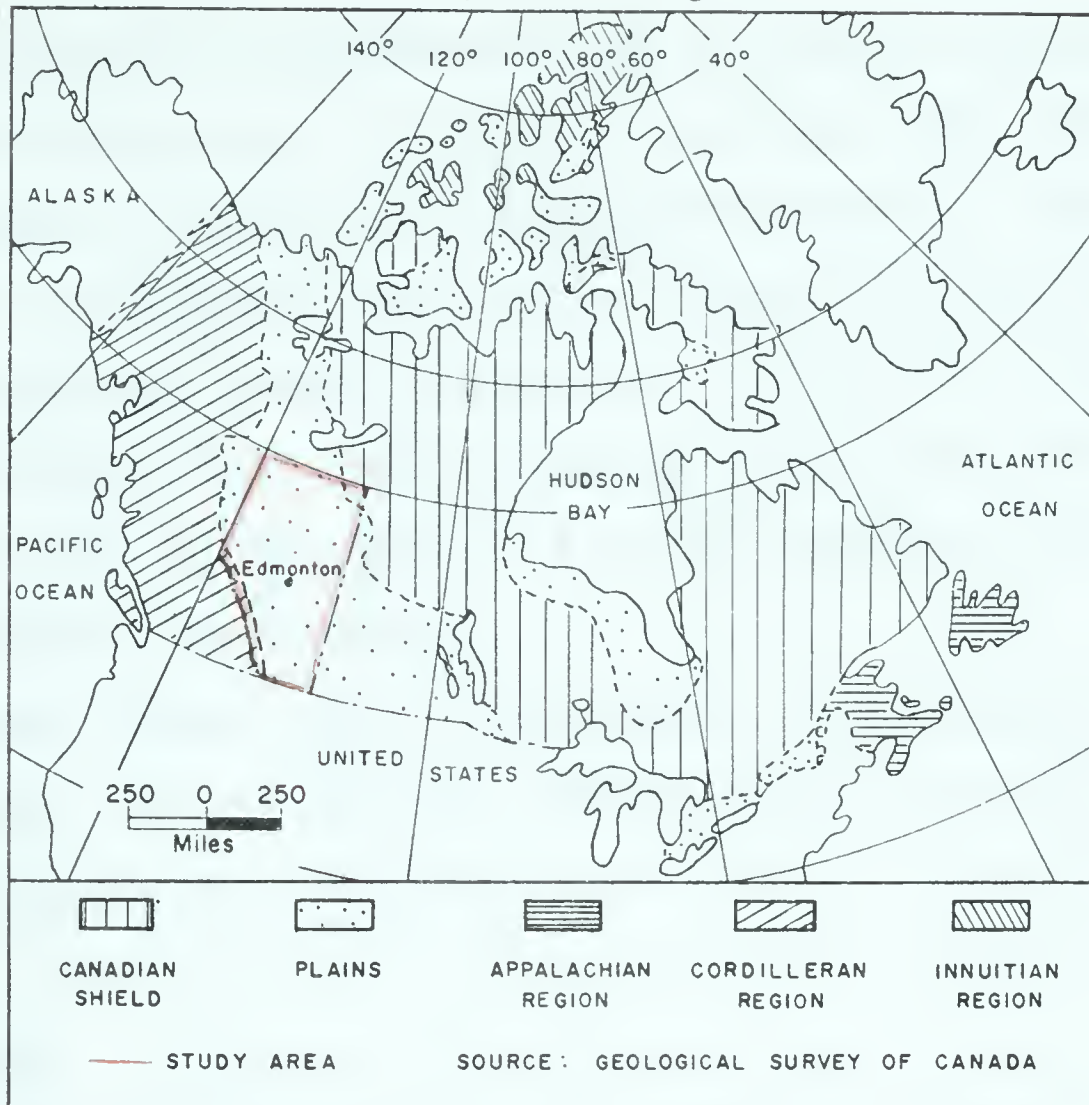 140° 120° 100° 80° 60° 40°
ALASKA
HUDSON
BAY
ATLANTIC
OCEAN
PACIFIC
OCEAN
Edmonton
UNITED STATES
250 0 250
Miles
CANADIAN
SHIELD
PLAINS
APPALACHIAN
REGION
CORDILLERAN
REGION
INNUITIAN
REGION
STUDY AREA
SOURCE: GEOLOGICAL SURVEY OF CANADA